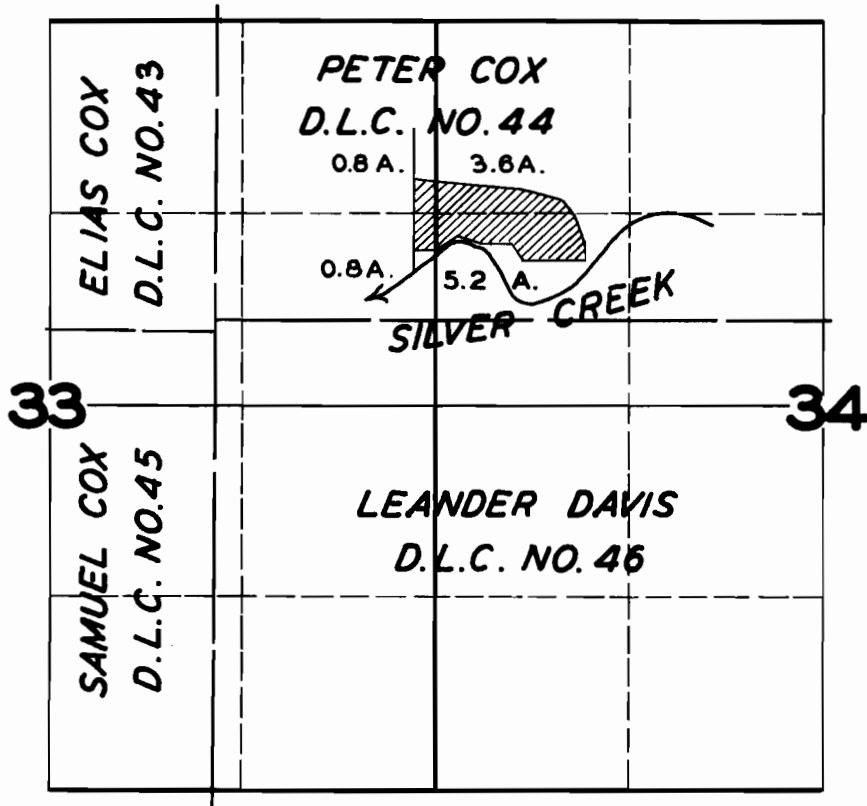 ELIAS COX
D.L.C. NO.43
PETER COX
D.L.C. NO.44
0.8 A.
3.6A.
0.8A.
5.2 A.
SILVER CREEK
33
34
SAMUEL COX
D.L.C. NO.45
LEANDER DAVIS
D.L.C. NO.46